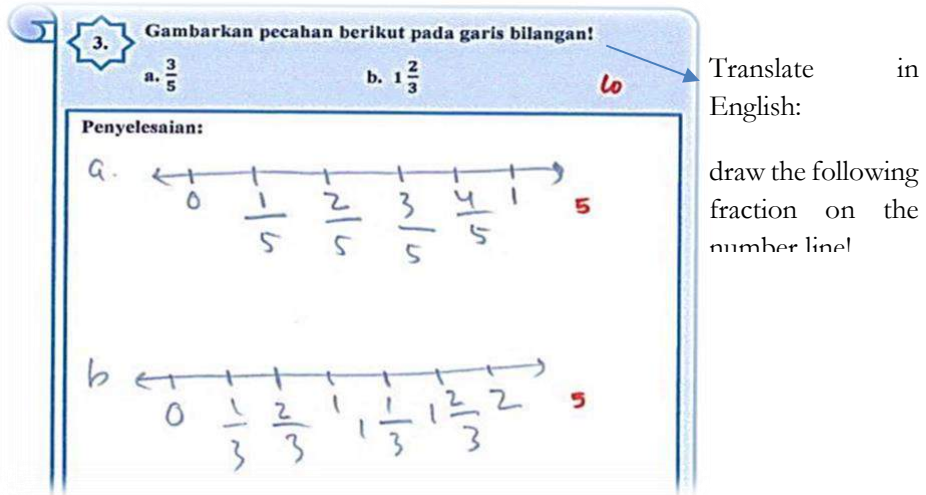 3. Gambarkan pecahan berikut pada garis bilangan!
a. 3/5 b. 1 2/3
10
Translate in
English:
draw the following
fraction on the
number line!
Penyelesaian:
a.
0 1/5 2/5 3/5 4/5 1
5
b
0 1/3 2/3 1 1 1/3 1 2/3 2
5